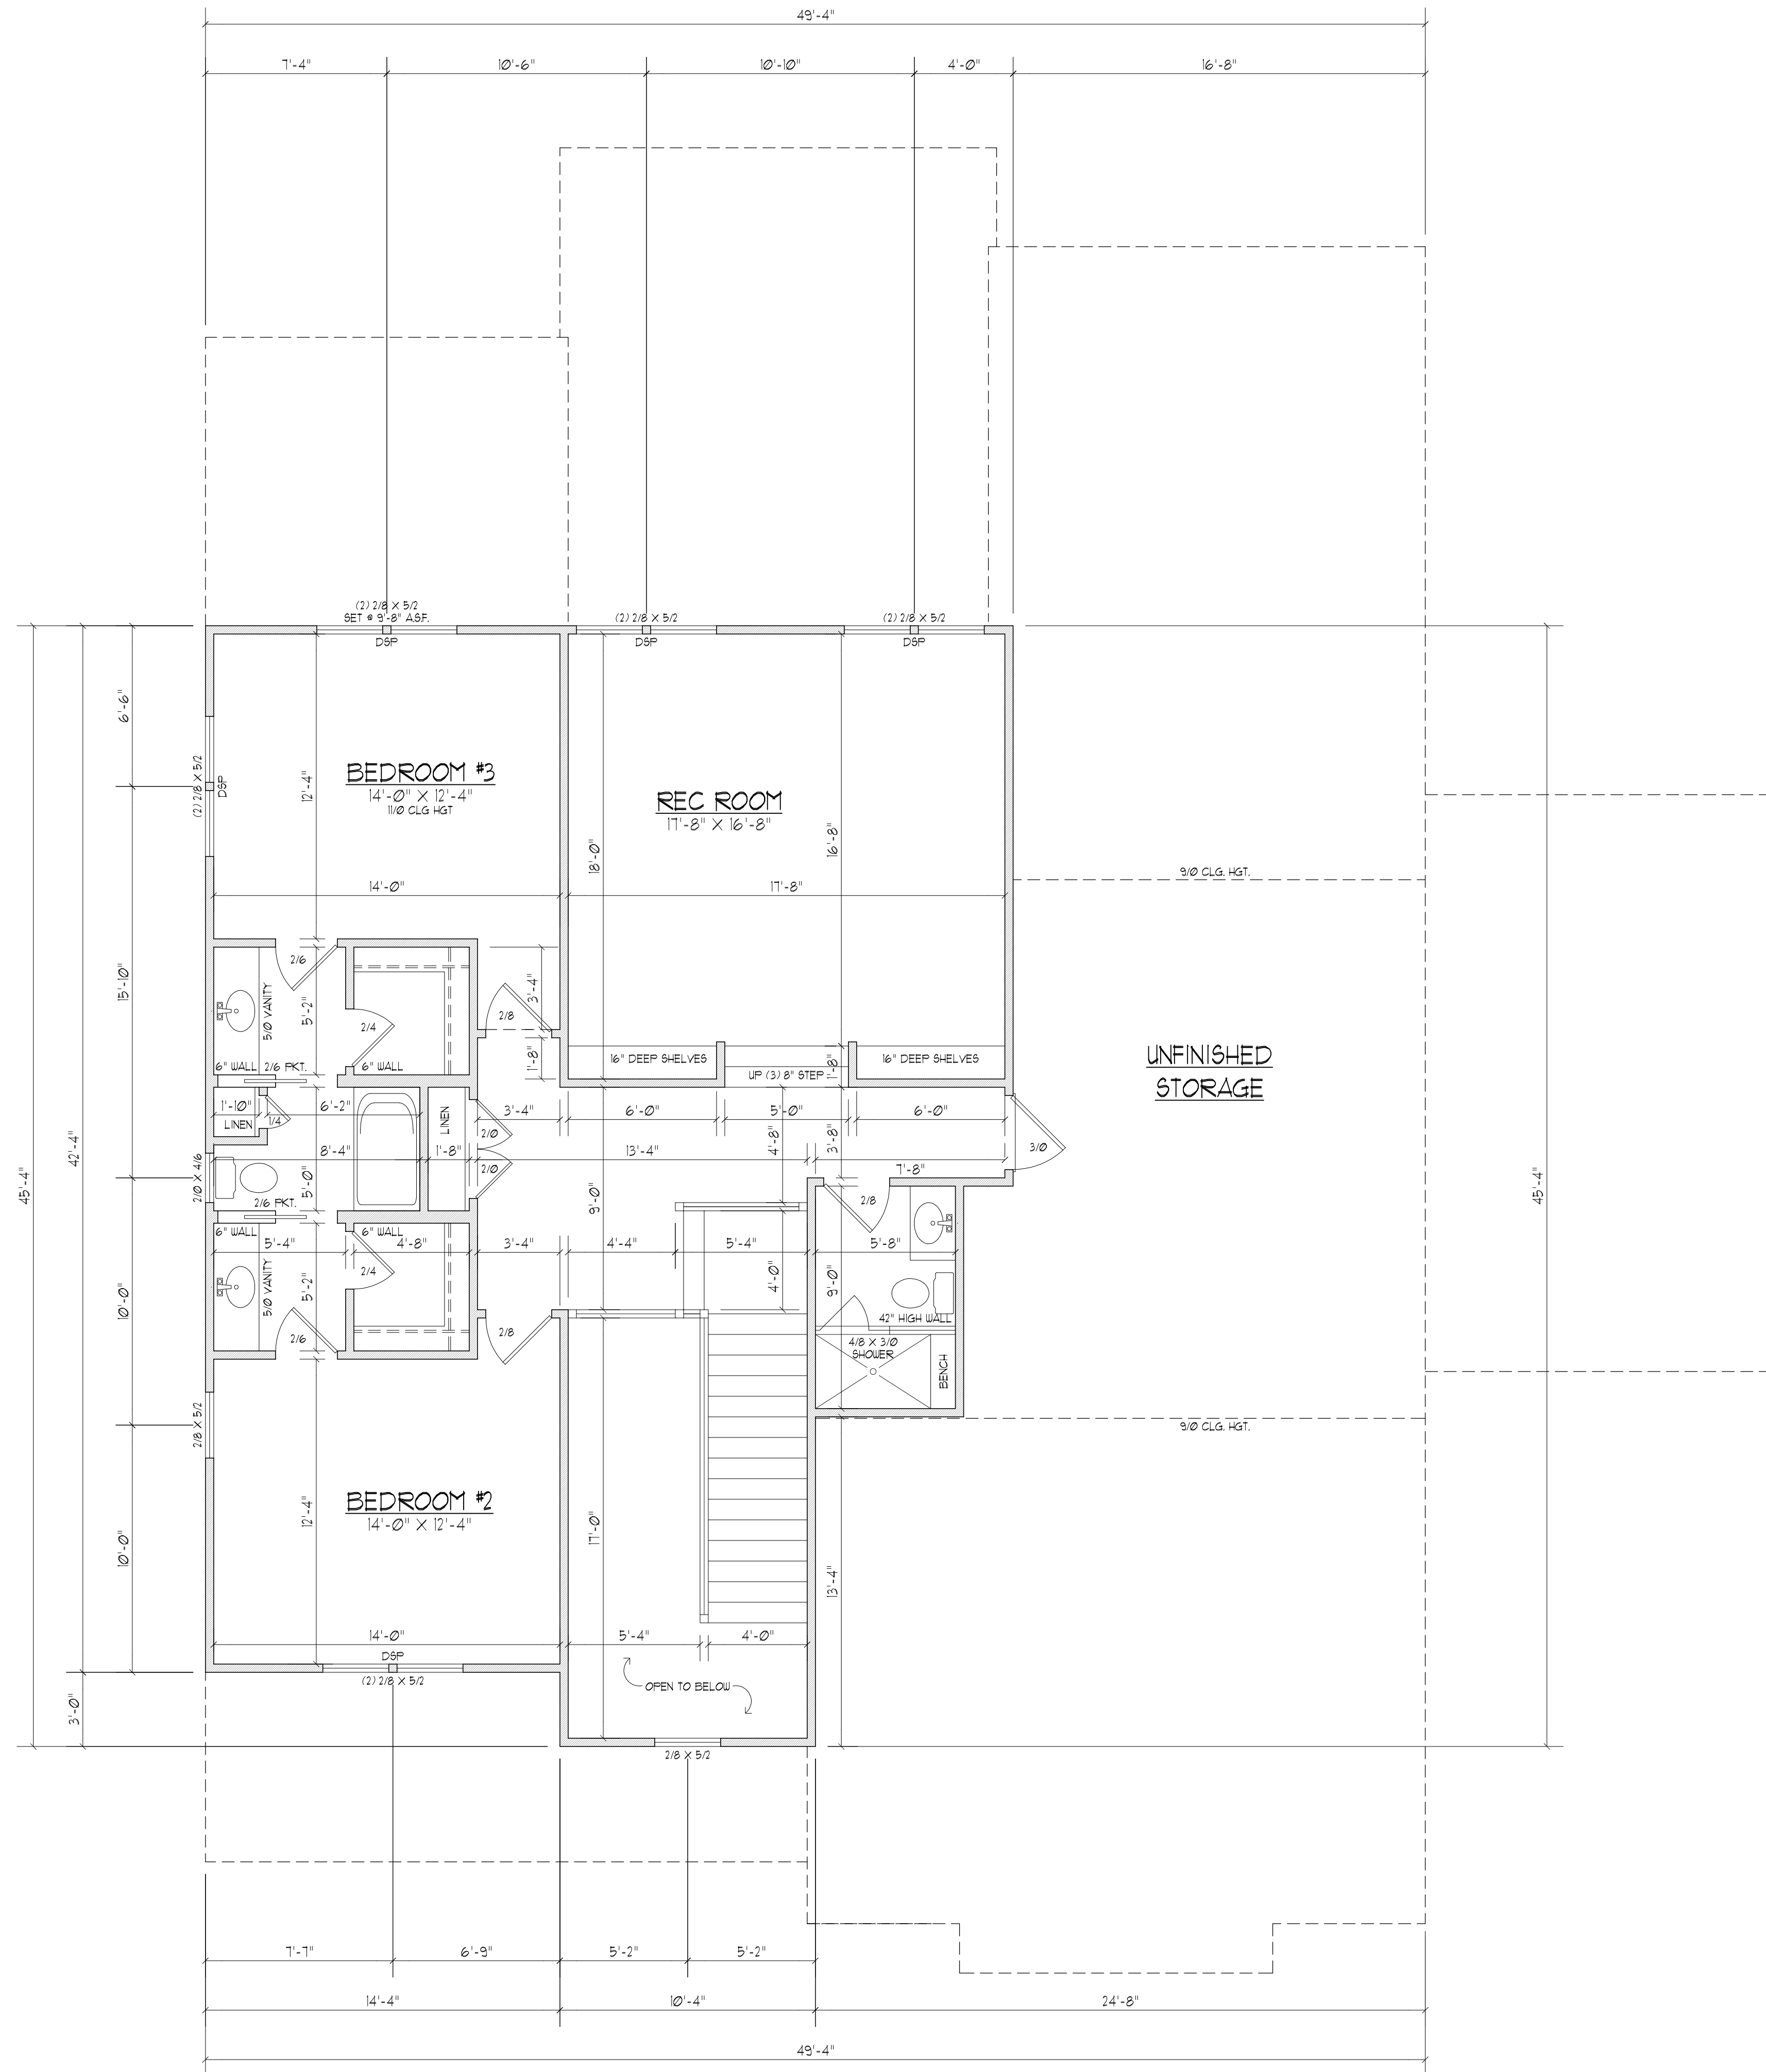 49'-4"
7'-4" 10'-6" 10'-10" 4'-0" 16'-8"
(2) 2/8 X 5/2
SET @ 9'-8" A.S.F.
DSP
(2) 2/8 X 5/2
DSP
(2) 2/8 X 5/2
DSP
6'-6"
(2) 2/8 X 5/2
DSP
12'-4"
BEDROOM #3
14'-0" X 12'-4"
11/0 CLG HGT
14'-0"
REC ROOM
17'-8" X 16'-8"
18'-0"
16'-8"
17'-8"
9/0 CLG. HGT.
15'-10"
2/6
5/0 VANITY
5'-2"
2/4
6" WALL
2/6 PKT.
6" WALL
3'-4"
2/8
1'-8"
16" DEEP SHELVES
UP (3) 8" STEP
1'-8"
16" DEEP SHELVES
UNFINISHED
STORAGE
1'-10"
LINEN
1/4
6'-2"
LINEN
2/0
3'-4"
6'-0"
5'-0"
6'-0"
4'-8"
3'-8"
3/0
42'-4"
45'-4"
45'-4"
2/0 X 4/6
8'-4"
5'-0"
1'-8"
2/0
13'-4"
7'-8"
9'-0"
2/8
2/6 PKT.
6" WALL
6" WALL
5'-4"
4'-8"
3'-4"
4'-4"
5'-4"
5'-8"
10'-0"
5/0 VANITY
5'-2"
2/4
2/6
2/8
4'-0"
9'-0"
42" HIGH WALL
4/8 X 3/0
SHOWER
BENCH
9/0 CLG. HGT.
2/8 X 5/2
10'-0"
12'-4"
BEDROOM #2
14'-0" X 12'-4"
17'-0"
13'-4"
14'-0"
5'-4"
4'-0"
DSP
(2) 2/8 X 5/2
OPEN TO BELOW
3'-0"
2/8 X 5/2
7'-7" 6'-9" 5'-2" 5'-2"
14'-4" 10'-4" 24'-8"
49'-4"